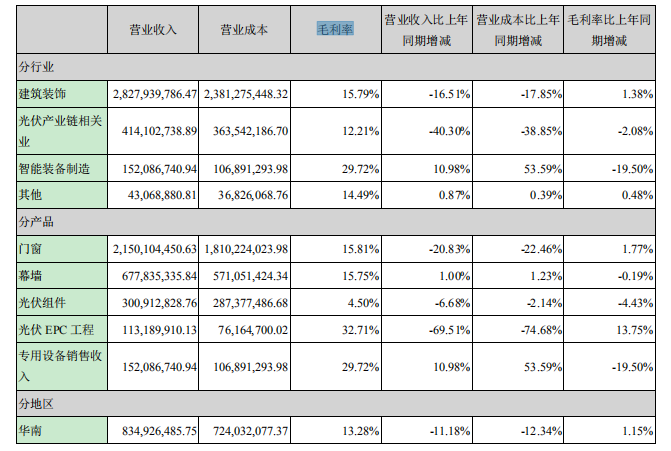 营业收入 营业成本 毛利率 营业收入比上年同期增减 营业成本比上年同期增减 毛利率比上年同期增减
分行业
建筑装饰 2,827,939,786.47 2,381,275,448.32 15.79% -16.51% -17.85% 1.38%
光伏产业链相关业 414,102,738.89 363,542,186.70 12.21% -40.30% -38.85% -2.08%
智能装备制造 152,086,740.94 106,891,293.98 29.72% 10.98% 53.59% -19.50%
其他 43,068,880.81 36,826,068.76 14.49% 0.87% 0.39% 0.48%
分产品
门窗 2,150,104,450.63 1,810,224,023.98 15.81% -20.83% -22.46% 1.77%
幕墙 677,835,335.84 571,051,424.34 15.75% 1.00% 1.23% -0.19%
光伏组件 300,912,828.76 287,377,486.68 4.50% -6.68% -2.14% -4.43%
光伏 EPC 工程 113,189,910.13 76,164,700.02 32.71% -69.51% -74.68% 13.75%
专用设备销售收入 152,086,740.94 106,891,293.98 29.72% 10.98% 53.59% -19.50%
分地区
华南 834,926,485.75 724,032,077.37 13.28% -11.18% -12.34% 1.15%